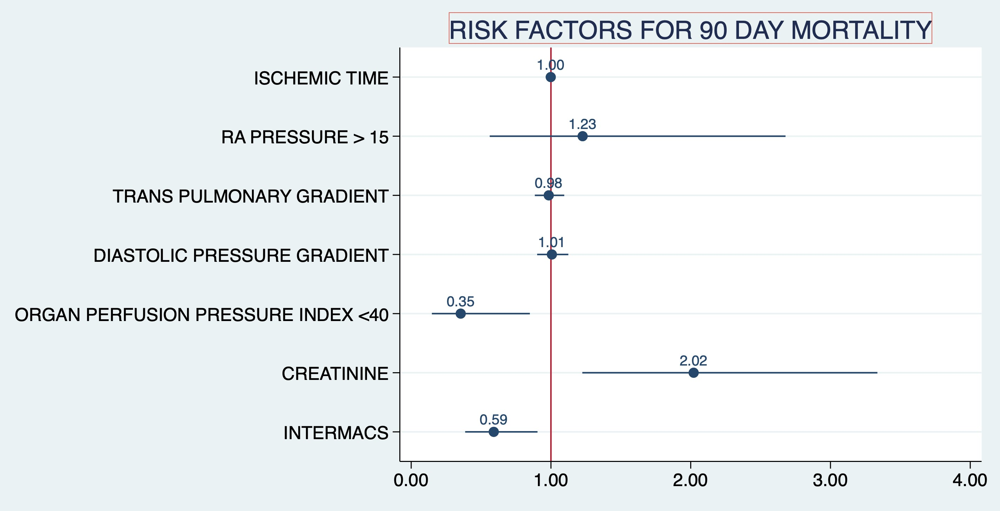 RISK FACTORS FOR 90 DAY MORTALITY
ISCHEMIC TIME
1.00
RA PRESSURE > 15
1.23
TRANS PULMONARY GRADIENT
0.98
DIASTOLIC PRESSURE GRADIENT
1.01
ORGAN PERFUSION PRESSURE INDEX <40
0.35
CREATININE
2.02
INTERMACS
0.59
0.00 1.00 2.00 3.00 4.00